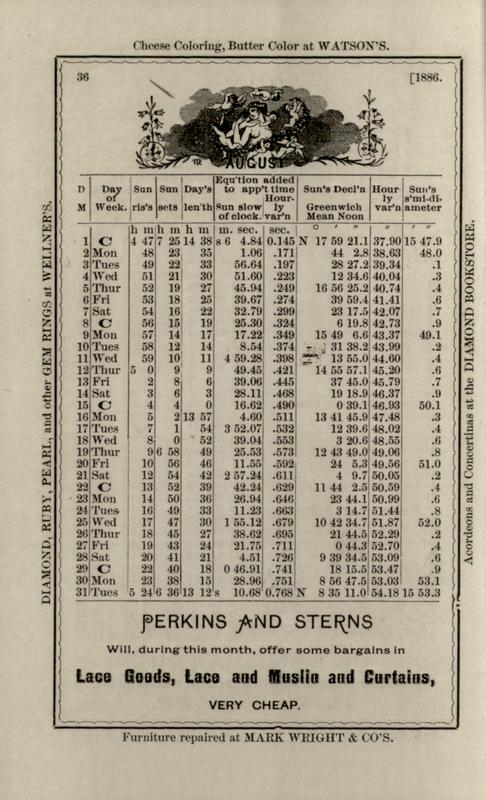 Cheese Coloring, Butter Color at WATSON'S.
36 [1886.
AUGUST
D M | Day of Week. | Sun ris's | Sun sets | Day's len'th | Equ'tion added to app't time Sun slow of clock. | Hourly var'n | Sun's Decl'n Greenwich Mean Noon | Hourly var'n | Sun's s'mi-diameter
h m h m h m m. sec. sec. ° ' " " ' "
1 C 4 47 7 25 14 38 s 6 4.84 0.145 N 17 59 21.1 37.90 15 47.9
2 Mon 48 23 35 1.06 .171 44 2.8 38.63 48.0
3 Tues 49 22 33 56.64 .197 28 27.2 39.34 .1
4 Wed 51 21 30 51.60 .223 12 34.6 40.04 .3
5 Thur 52 19 27 45.94 .249 16 56 25.2 40.74 .4
6 Fri 53 18 25 39.67 .274 39 59.4 41.41 .6
7 Sat 54 16 22 32.79 .299 23 17.5 42.07 .7
8 C 56 15 19 25.30 .324 6 19.8 42.73 .9
9 Mon 57 14 17 17.22 .349 15 49 6.6 43.37 49.1
10 Tues 58 12 14 8.54 .374 31 38.2 43.99 .2
11 Wed 59 10 11 4 59.28 .398 13 55.0 44.60 .4
12 Thur 5 0 9 9 49.45 .421 14 55 57.1 45.20 .6
13 Fri 2 8 6 39.06 .445 37 45.0 45.79 .7
14 Sat 3 6 3 28.11 .468 19 18.9 46.37 .9
15 C 4 4 0 16.62 .490 0 39.1 46.93 50.1
16 Mon 5 2 13 57 4.60 .511 13 41 45.9 47.48 .3
17 Tues 7 1 54 3 52.07 .532 12 39.6 48.02 .4
18 Wed 8 0 52 39.04 .553 3 20.6 48.55 .6
19 Thur 9 6 58 49 25.53 .573 12 43 49.0 49.06 .8
20 Fri 10 56 46 11.55 .592 24 5.3 49.56 51.0
21 Sat 12 54 42 2 57.24 .611 4 9.7 50.05 .2
22 C 13 52 39 42.24 .629 11 44 2.5 50.59 .4
23 Mon 14 50 36 26.94 .646 23 44.1 50.99 .6
24 Tues 16 49 33 11.23 .663 3 14.7 51.44 .8
25 Wed 17 47 30 1 55.12 .679 10 42 34.7 51.87 52.0
26 Thur 18 45 27 38.62 .695 21 44.5 52.29 .2
27 Fri 19 43 24 21.75 .711 0 44.3 52.70 .4
28 Sat 20 41 21 4.51 .726 9 39 34.5 53.09 .6
29 C 22 40 18 0 46.91 .741 18 15.5 53.47 .9
30 Mon 23 38 15 28.96 .751 8 56 47.5 53.03 53.1
31 Tues 5 24 6 36 13 12 s 10.68 0.768 N 8 35 11.0 54.18 15 53.3
PERKINS AND STERNS
Will, during this month, offer some bargains in
Lace Goods, Lace and Muslin and Curtains,
VERY CHEAP.
Furniture repaired at MARK WRIGHT & CO'S.
DIAMOND, RUBY, PEARL, and other GEM RINGS at WELLNER'S.
Acordeons and Concertinas at the DIAMOND BOOKSTORE.